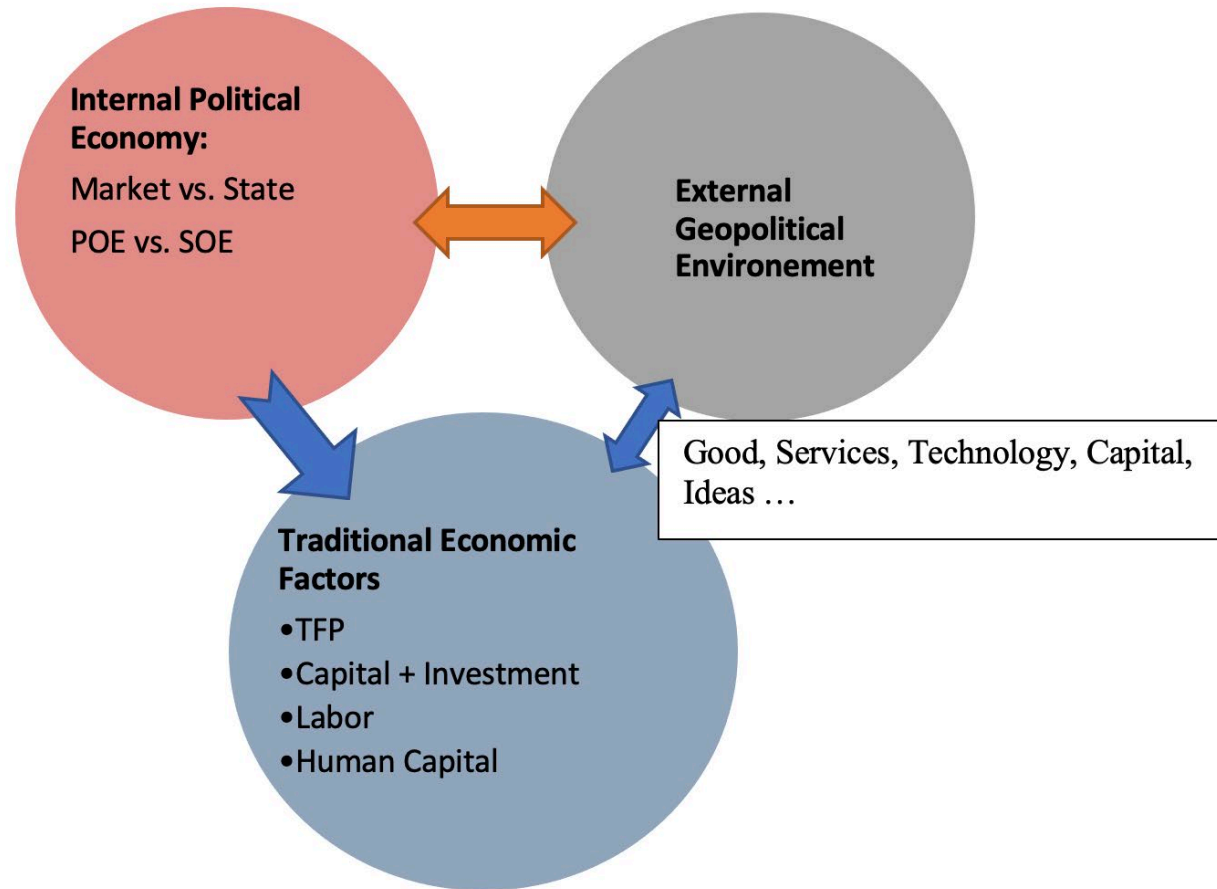 Internal Political
Economy:
Market vs. State
POE vs. SOE
External
Geopolitical
Environement
Good, Services, Technology, Capital,
Ideas …
Traditional Economic
Factors
•TFP
•Capital + Investment
•Labor
•Human Capital